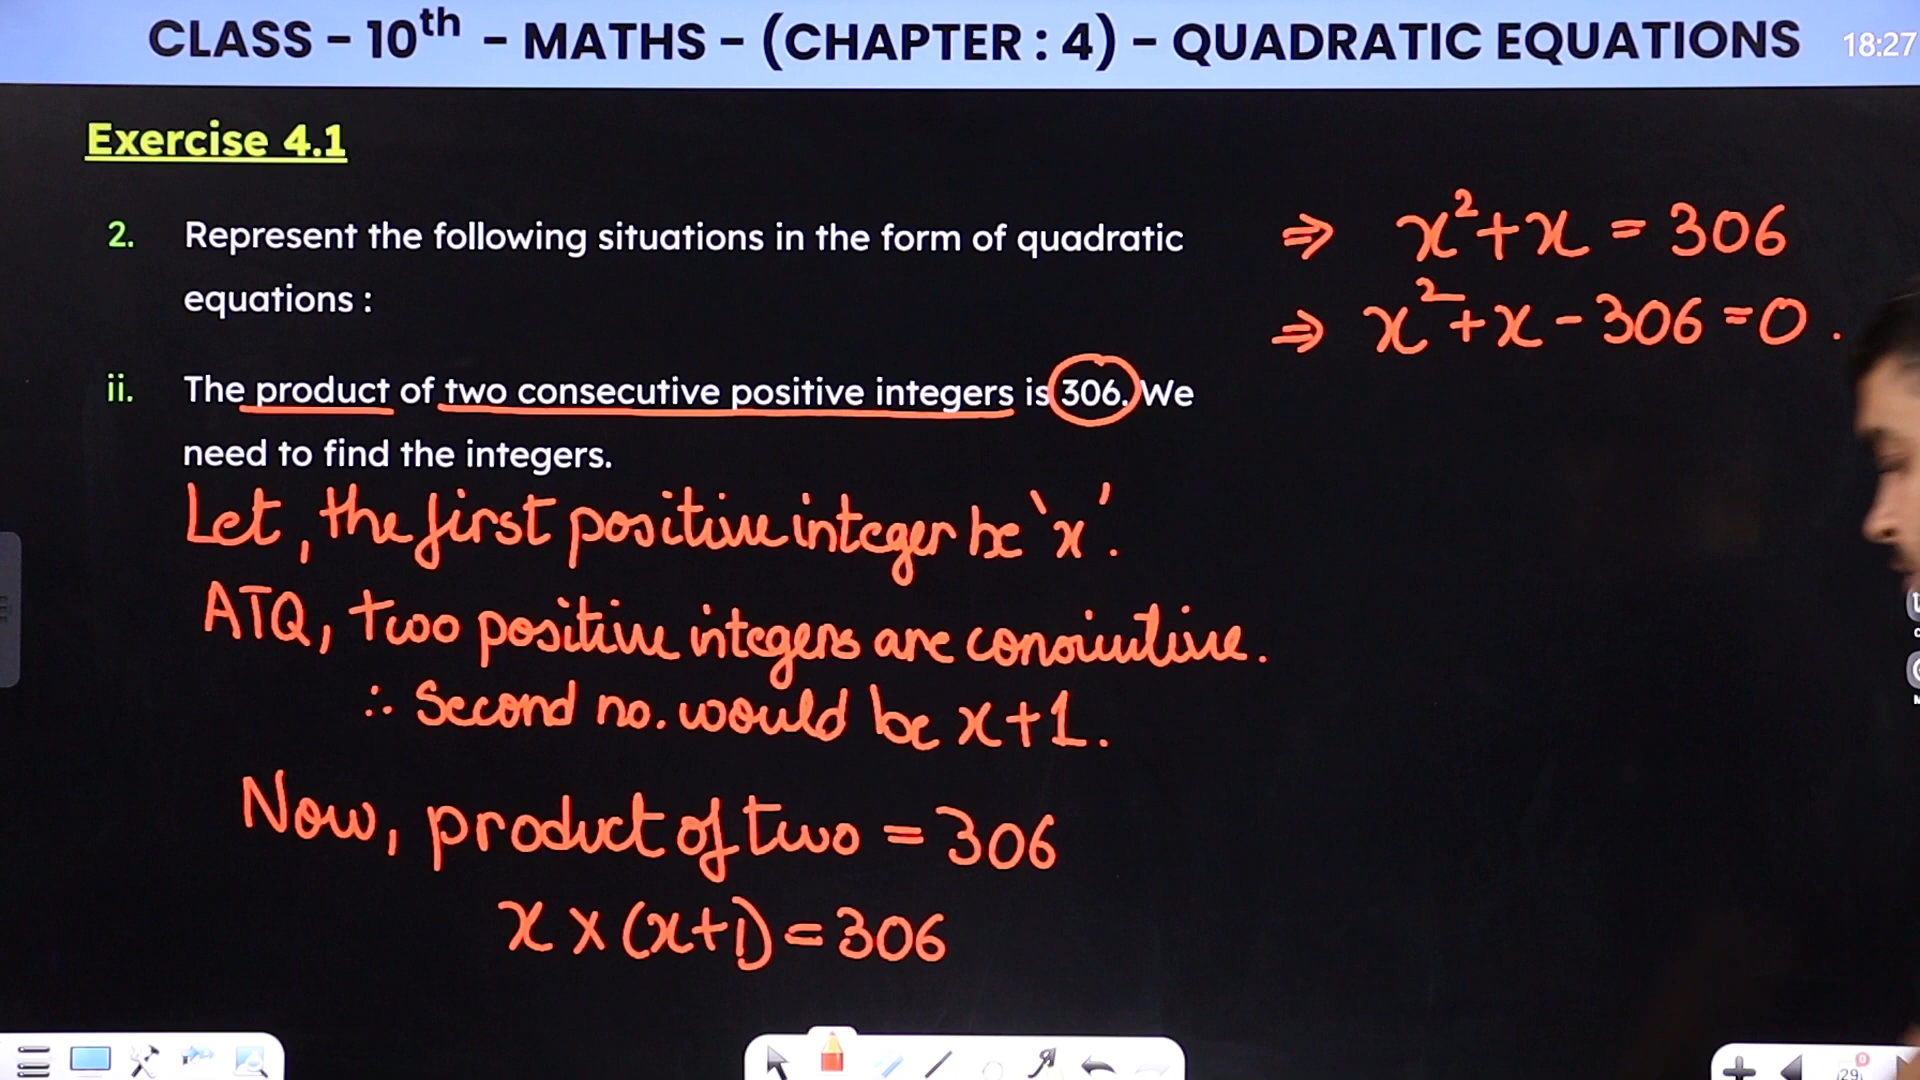 CLASS - 10th - MATHS - (CHAPTER : 4) - QUADRATIC EQUATIONS
18:27
Exercise 4.1
2. Represent the following situations in the form of quadratic
equations :
ii. The product of two consecutive positive integers is 306. We
need to find the integers.
Let, the first positive integer be 'x'.
ATQ, two positive integers are consicutive.
∴ Second no. would be x+1.
Now, product of two = 306
x × (x+1) = 306
⇒ x²+x = 306
⇒ x²+x-306=0.
29